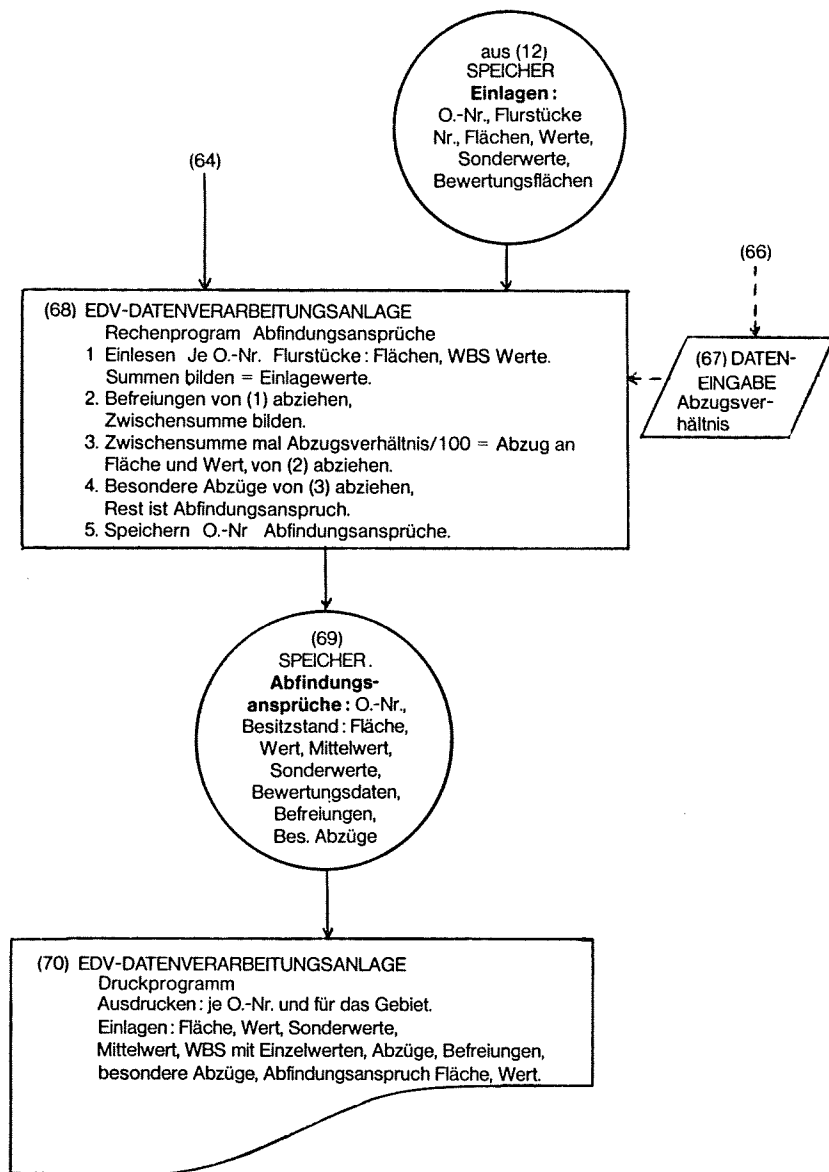 aus (12)
SPEICHER
Einlagen:
O.-Nr., Flurstücke
Nr., Flächen, Werte,
Sonderwerte,
Bewertungsflächen
(64)
(66)
(68) EDV-DATENVERARBEITUNGSANLAGE
Rechenprogram Abfindungsansprüche
1 Einlesen Je O.-Nr. Flurstücke: Flächen, WBS Werte.
Summen bilden = Einlagewerte.
2. Befreiungen von (1) abziehen,
Zwischensumme bilden.
3. Zwischensumme mal Abzugsverhältnis/100 = Abzug an
Fläche und Wert, von (2) abziehen.
4. Besondere Abzüge von (3) abziehen,
Rest ist Abfindungsanspruch.
5. Speichern O.-Nr Abfindungsansprüche.
(67) DATEN-
EINGABE
Abzugsver-
hältnis
(69)
SPEICHER.
Abfindungs-
ansprüche: O.-Nr.,
Besitzstand: Fläche,
Wert, Mittelwert,
Sonderwerte,
Bewertungsdaten,
Befreiungen,
Bes. Abzüge
(70) EDV-DATENVERARBEITUNGSANLAGE
Druckprogramm
Ausdrucken: je O.-Nr. und für das Gebiet.
Einlagen: Fläche, Wert, Sonderwerte,
Mittelwert, WBS mit Einzelwerten, Abzüge, Befreiungen,
besondere Abzüge, Abfindungsanspruch Fläche, Wert.